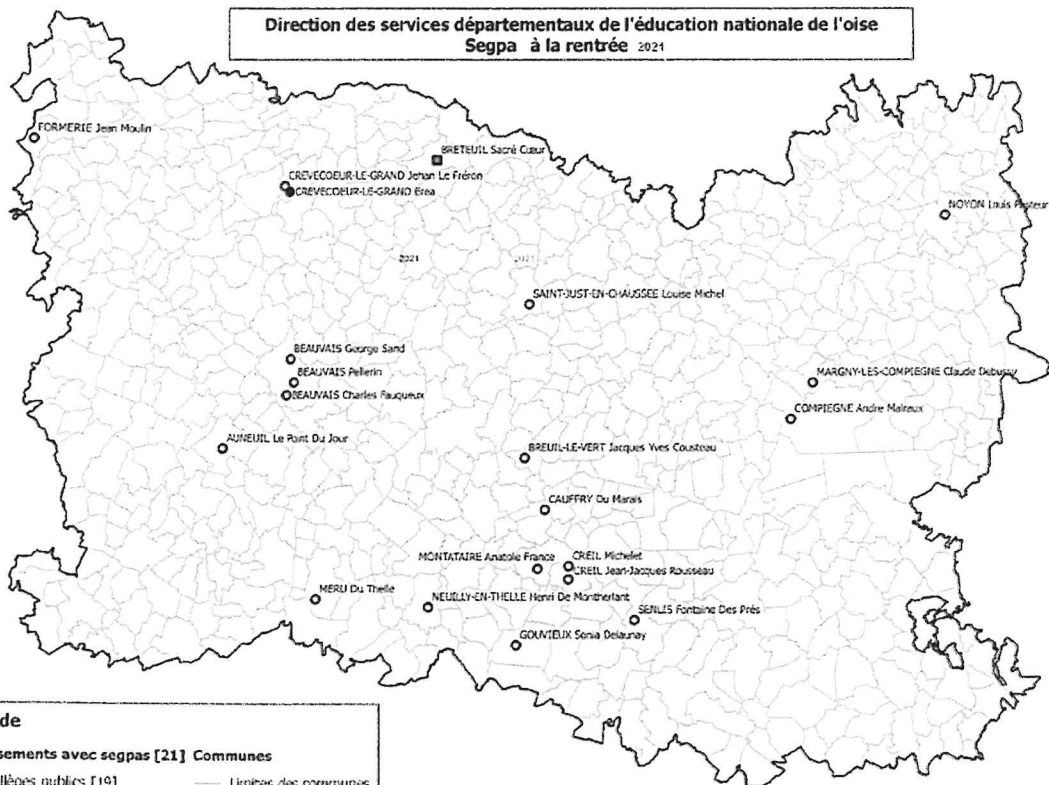 Direction des services départementaux de l'éducation nationale de l'oise
Segpa à la rentrée 2021
FORMERIE Jean Moulin
BRETEUIL Sacré Cœur
CREVECOEUR-LE-GRAND Jehan Le Fréron
CREVECOEUR-LE-GRAND Erea
NOYON Louis Pasteur
2021
2021
SAINT-JUST-EN-CHAUSSEE Louise Michel
BEAUVAIS George Sand
BEAUVAIS Pellerin
MARGNY-LES-COMPIEGNE Claude Debussy
BEAUVAIS Charles Fauqueux
COMPIEGNE Andre Malraux
AUNEUIL Le Point Du Jour
BREUIL-LE-VERT Jacques Yves Cousteau
CAUFFRY Du Marais
MONTATAIRE Anatole France
CREIL Michelet
CREIL Jean-Jacques Rousseau
MERU Du Thelle
NEUILLY-EN-THELLE Henri De Montherlant
SENLIS Fontaine Des Prés
GOUVIEUX Sonia Delaunay
de
sements avec segpas [21] Communes
llèges publics [19]
Limites des communes